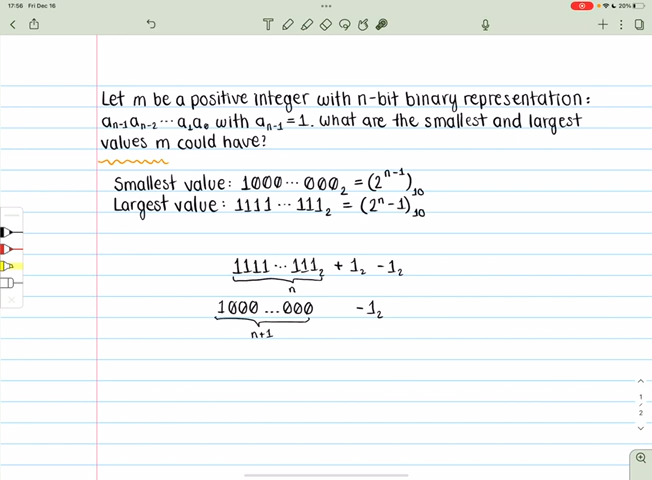 17:56 Fri Dec 16
20%
T
Let m be a positive integer with n-bit binary representation:
aₙ₋₁aₙ₋₂⋯a₁a₀ with aₙ₋₁=1. What are the smallest and largest
values m could have?
Smallest value: 1000⋯000₂ = (2ⁿ⁻¹)₁₀
Largest value: 1111⋯111₂ = (2ⁿ-1)₁₀
1111⋯111₂ + 1₂ -1₂
n
1000...000 -1₂
n+1
1
/
2